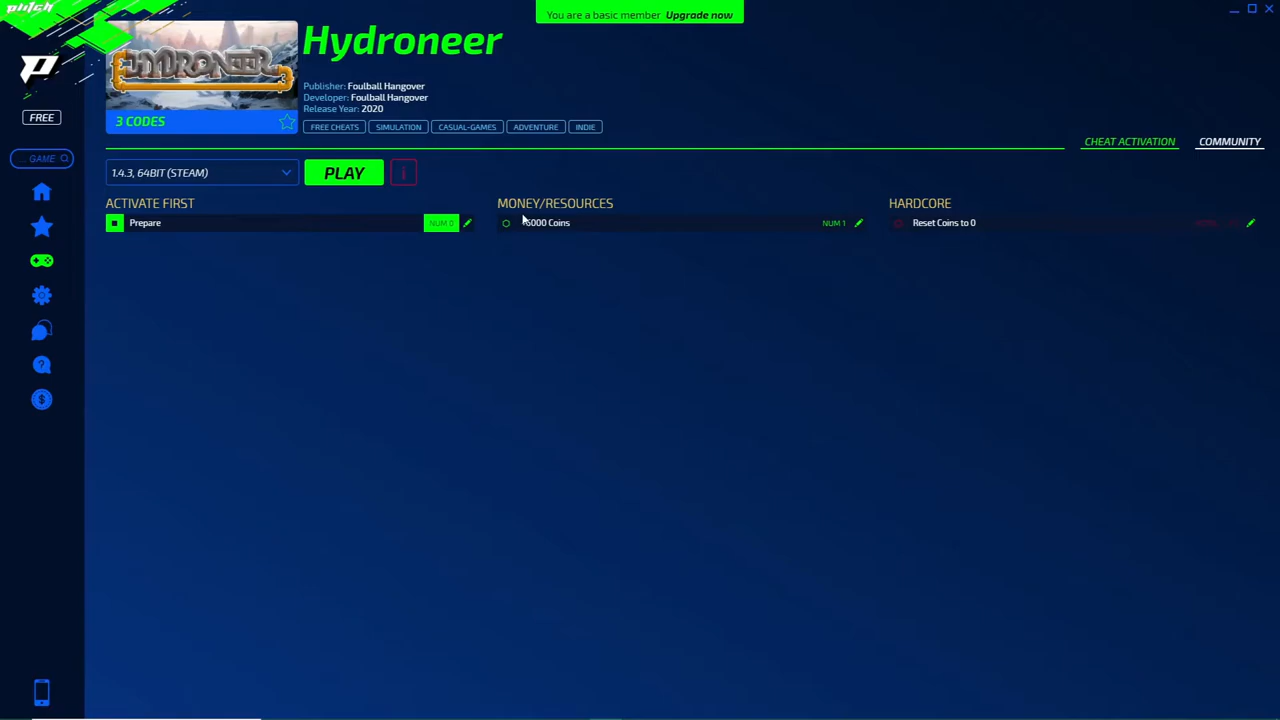 PLITCH
You are a basic member Upgrade now
HYDRONEER
3 CODES
Hydroneer
Publisher: Foulball Hangover
Developer: Foulball Hangover
Release Year: 2020
FREE CHEATS SIMULATION CASUAL-GAMES ADVENTURE INDIE
FREE
... GAME
CHEAT ACTIVATION COMMUNITY
1.4.3, 64BIT (STEAM) PLAY
ACTIVATE FIRST MONEY/RESOURCES HARDCORE
Prepare NUM 0 Coins NUM 1 Reset Coins to 0